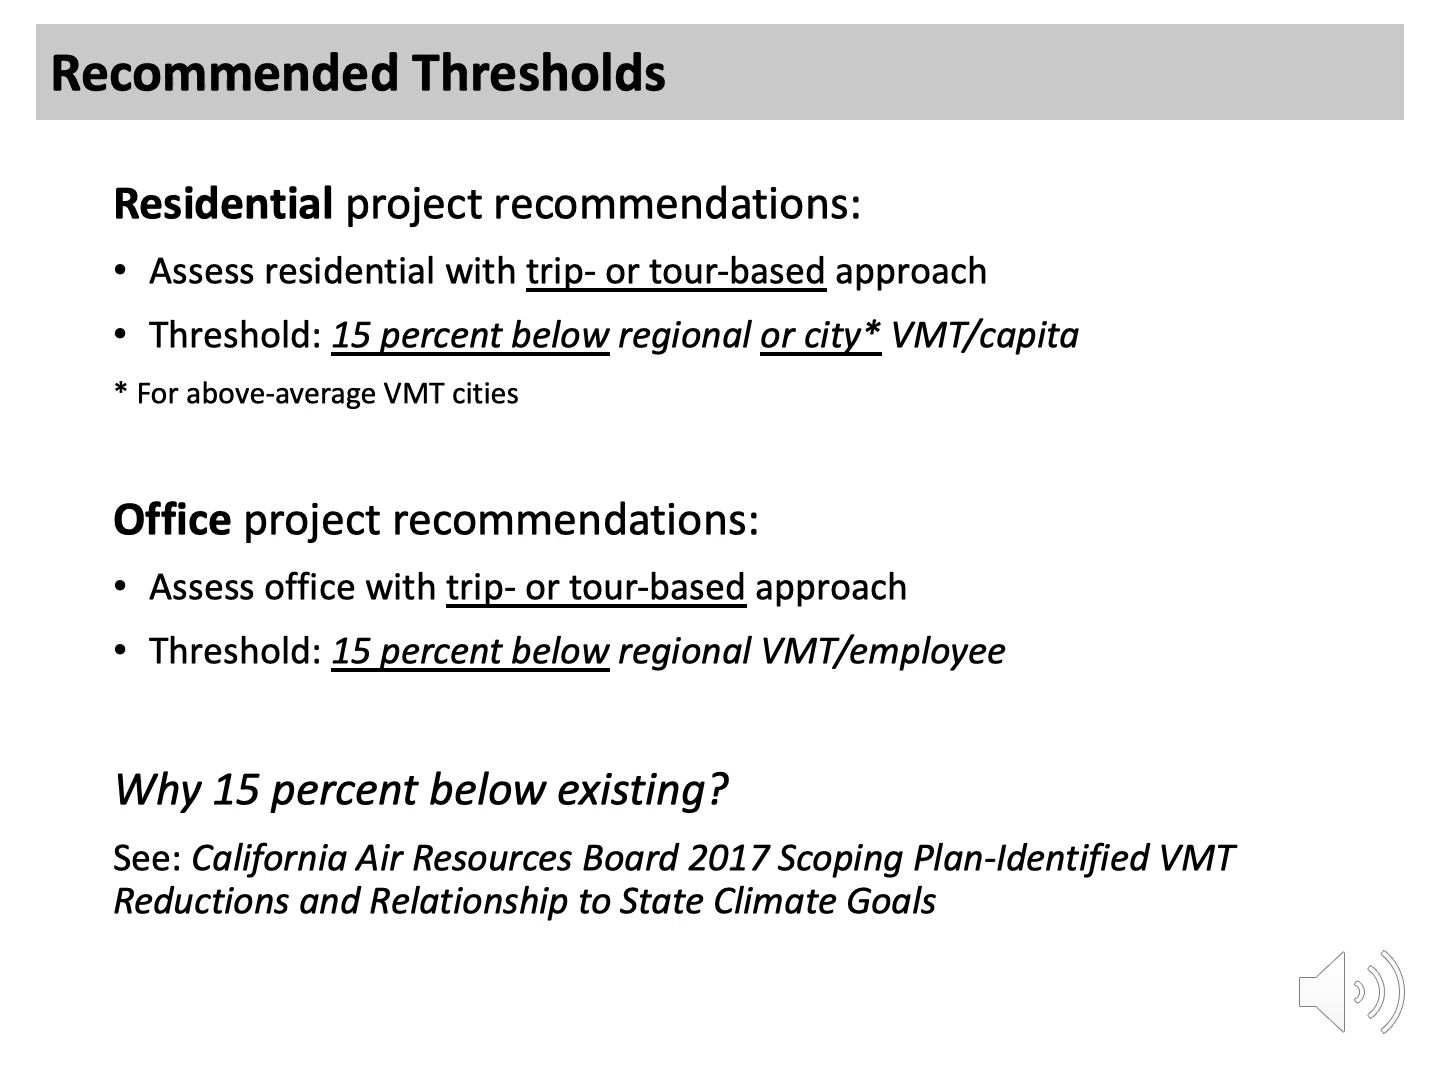 Recommended Thresholds
Residential project recommendations:
• Assess residential with trip- or tour-based approach
• Threshold: 15 percent below regional or city* VMT/capita
* For above-average VMT cities
Office project recommendations:
• Assess office with trip- or tour-based approach
• Threshold: 15 percent below regional VMT/employee
Why 15 percent below existing?
See: California Air Resources Board 2017 Scoping Plan-Identified VMT
Reductions and Relationship to State Climate Goals